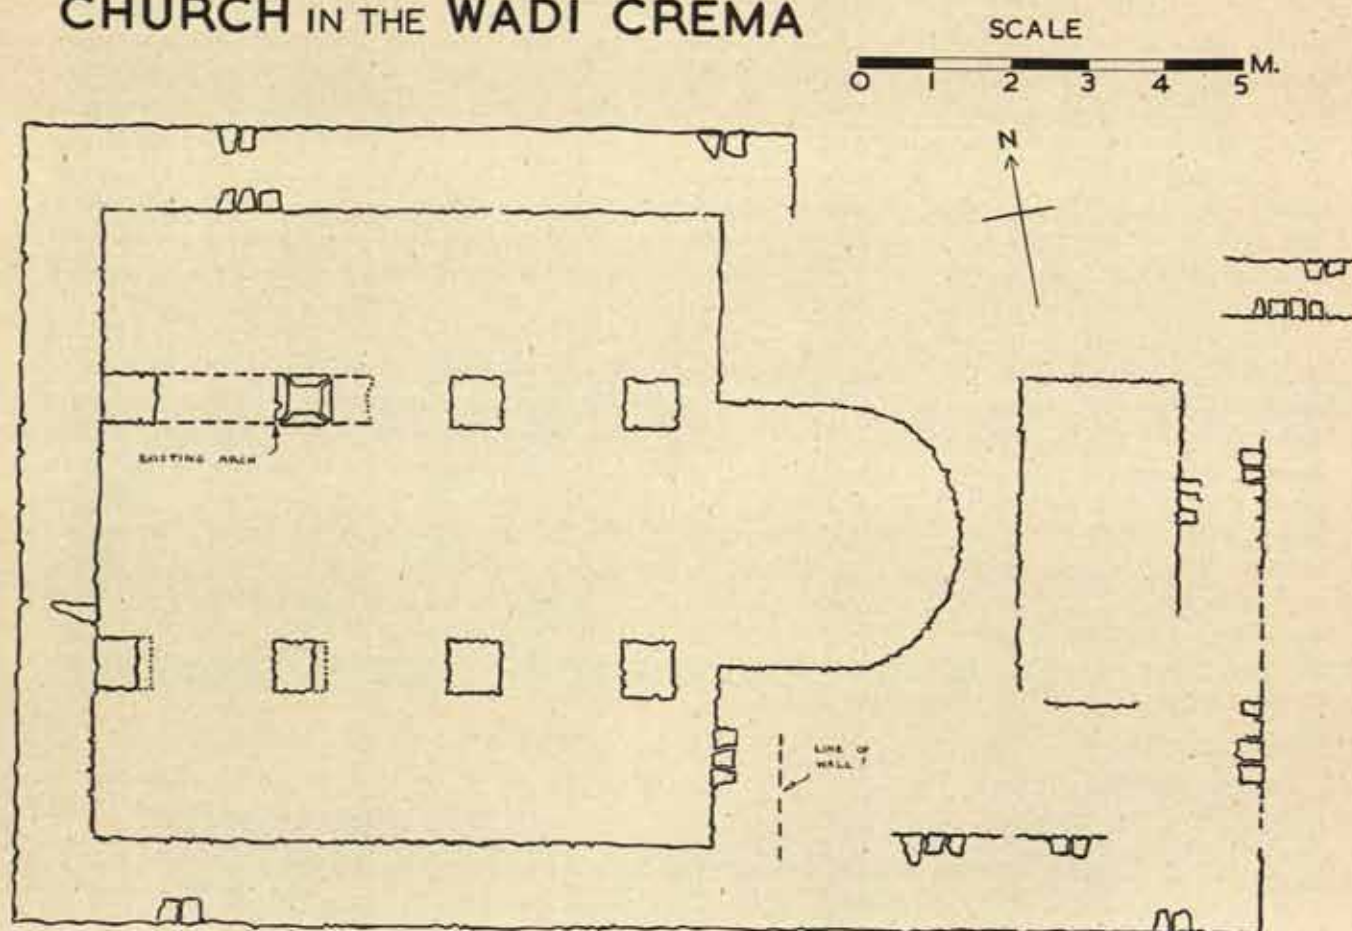 CHURCH IN THE WADI CREMA
SCALE
0 1 2 3 4 5 M.
N
EXISTING ARCH
LINE OF
WALL ?